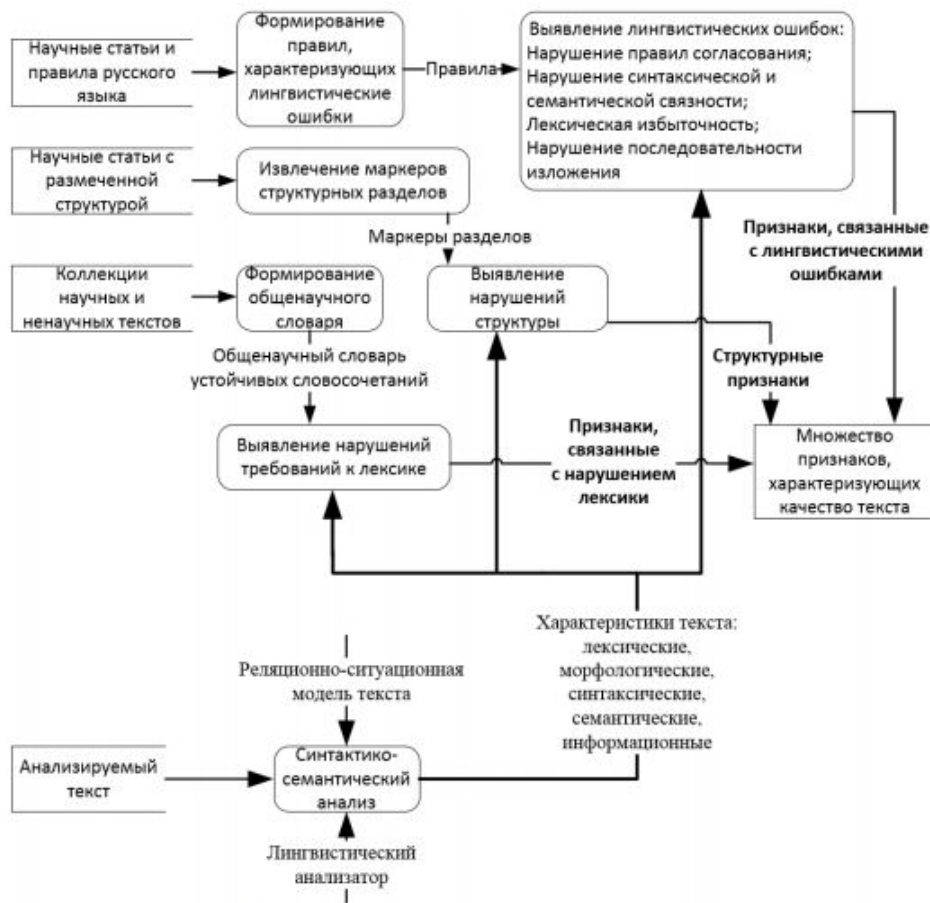 Научные статьи и
правила русского
языка
Формирование
правил,
характеризующих
лингвистические
ошибки
Правила
Выявление лингвистических ошибок:
Нарушение правил согласования;
Нарушение синтаксической и
семантической связности;
Лексическая избыточность;
Нарушение последовательности
изложения
Научные статьи с
размеченной
структурой
Извлечение маркеров
структурных разделов
Маркеры разделов
Признаки, связанные
с лингвистическими
ошибками
Коллекции
научных и
ненаучных текстов
Формирование
общенаучного
словаря
Выявление
нарушений
структуры
Общенаучный словарь
устойчивых словосочетаний
Структурные
признаки
Выявление нарушений
требований к лексике
Признаки,
связанные
с нарушением
лексики
Множество
признаков,
характеризующих
качество текста
Характеристики текста:
лексические,
морфологические,
синтаксические,
семантические,
информационные
Реляционно-ситуационная
модель текста
Анализируемый
текст
Синтактико-
семантический
анализ
Лингвистический
анализатор